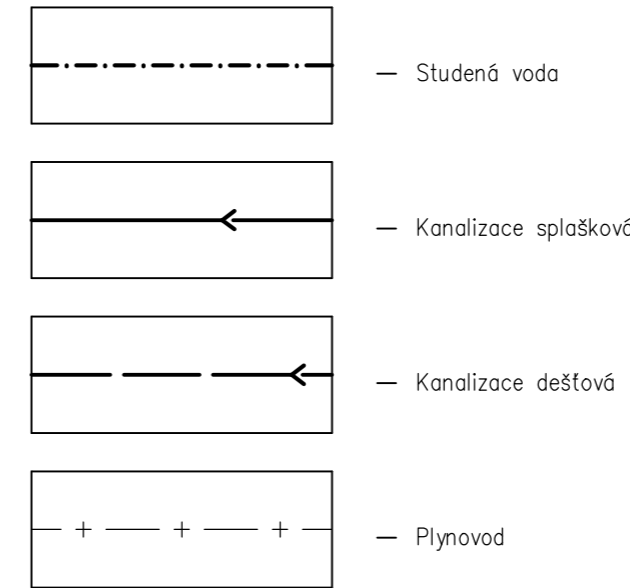 — Studená voda
— Kanalizace splašková
— Kanalizace dešťová
— Plynovod